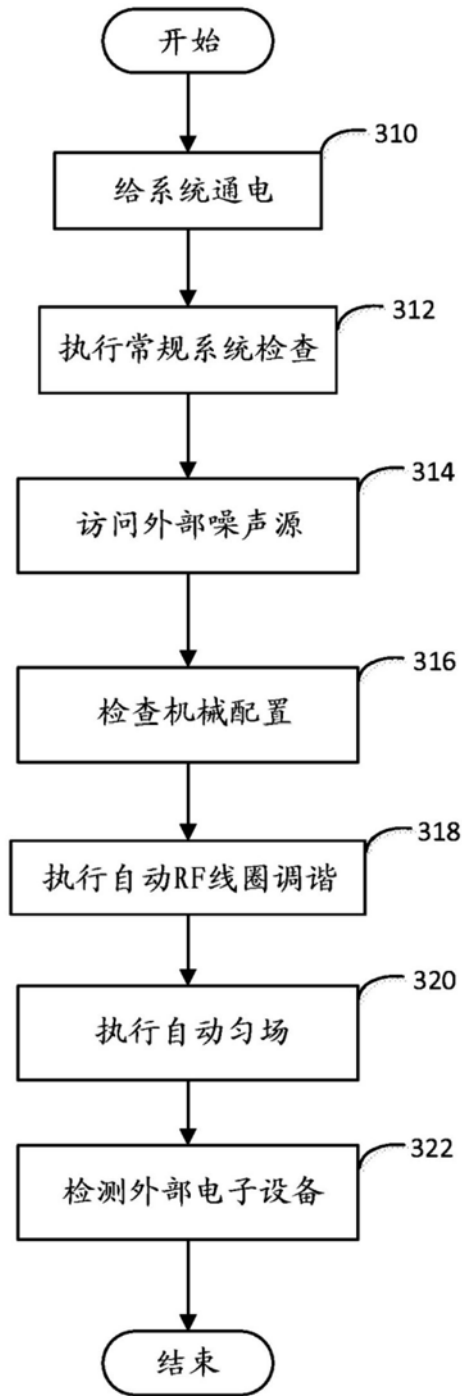 开始
310
给系统通电
312
执行常规系统检查
314
访问外部噪声源
316
检查机械配置
318
执行自动RF线圈调谐
320
执行自动匀场
322
检测外部电子设备
结束